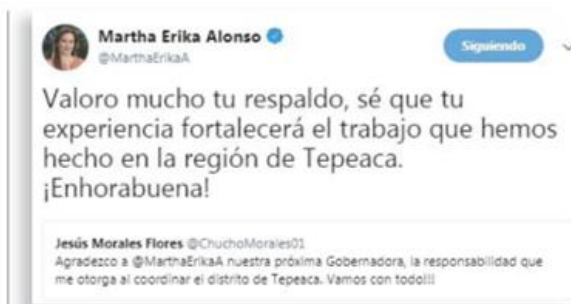 Martha Erika Alonso
@MarthaErikaA
Siguiendo
Valoro mucho tu respaldo, sé que tu
experiencia fortalecerá el trabajo que hemos
hecho en la región de Tepeaca.
¡Enhorabuena!
Jesús Morales Flores @ChuchoMorales01
Agradezco a @MarthaErikaA nuestra próxima Gobernadora, la responsabilidad que
me otorga al coordinar el distrito de Tepeaca. Vamos con todo!!!